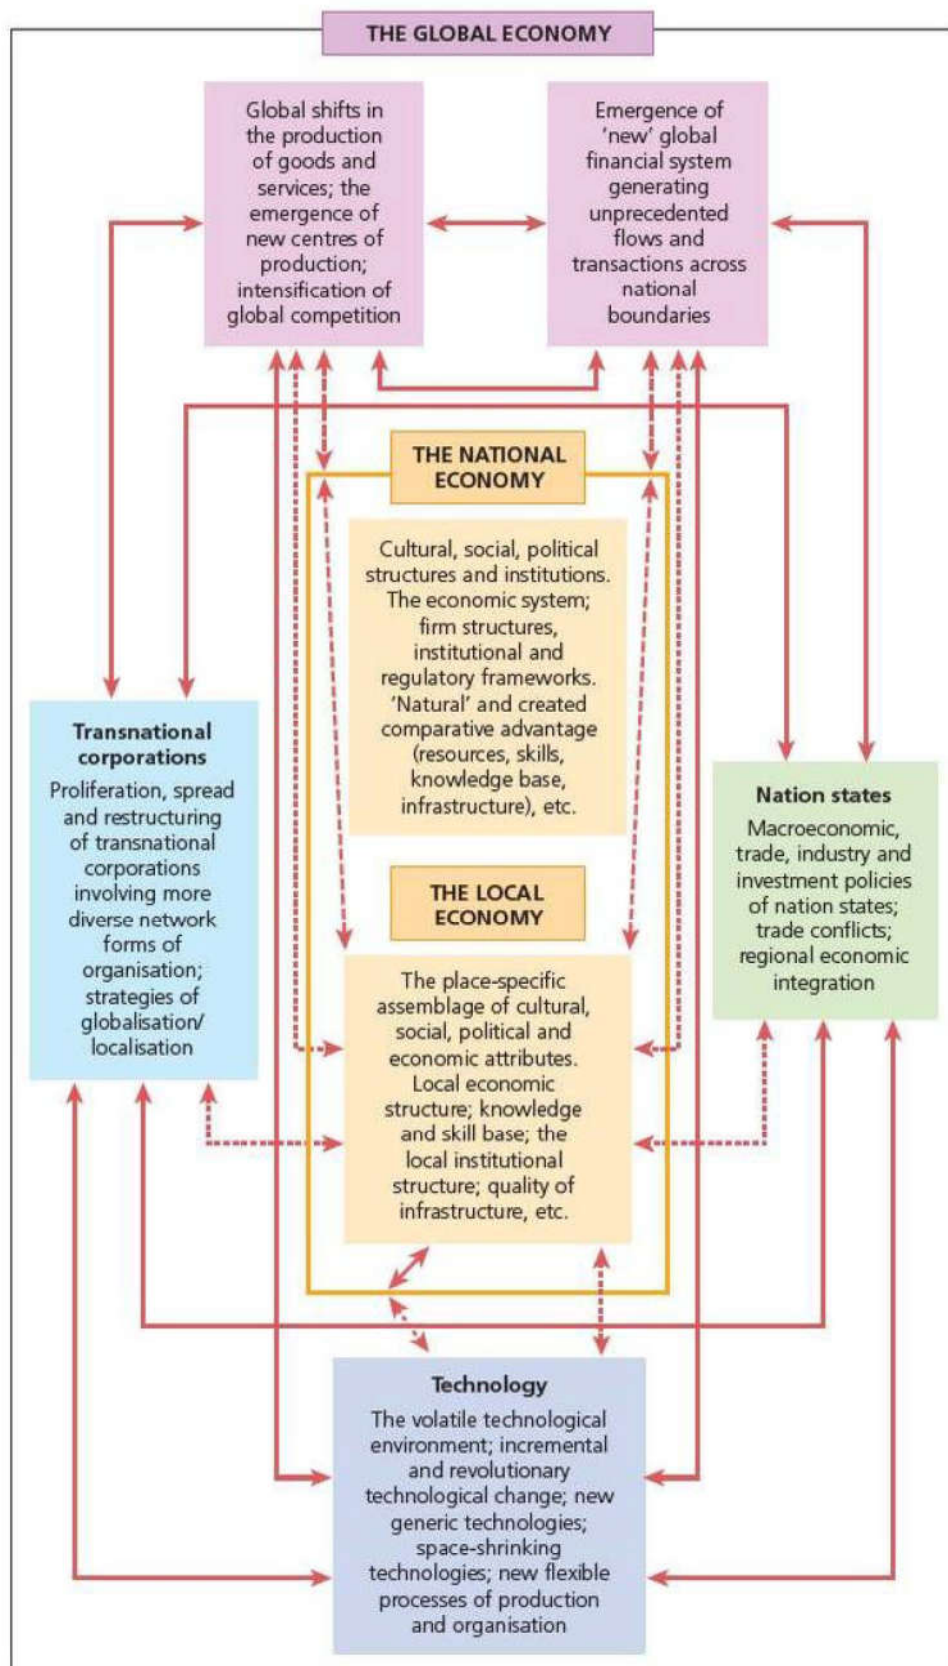 THE GLOBAL ECONOMY
Global shifts in
the production
of goods and
services; the
emergence of
new centres of
production;
intensification of
global competition
Emergence of
'new' global
financial system
generating
unprecedented
flows and
transactions across
national
boundaries
THE NATIONAL
ECONOMY
Cultural, social, political
structures and institutions.
The economic system;
firm structures,
institutional and
regulatory frameworks.
'Natural' and created
comparative advantage
(resources, skills,
knowledge base,
infrastructure), etc.
Transnational
corporations
Proliferation, spread
and restructuring
of transnational
corporations
involving more
diverse network
forms of
organisation;
strategies of
globalisation/
localisation
Nation states
Macroeconomic,
trade, industry and
investment policies
of nation states;
trade conflicts;
regional economic
integration
THE LOCAL
ECONOMY
The place-specific
assemblage of cultural,
social, political and
economic attributes.
Local economic
structure; knowledge
and skill base; the
local institutional
structure; quality of
infrastructure, etc.
Technology
The volatile technological
environment; incremental
and revolutionary
technological change; new
generic technologies;
space-shrinking
technologies; new flexible
processes of production
and organisation